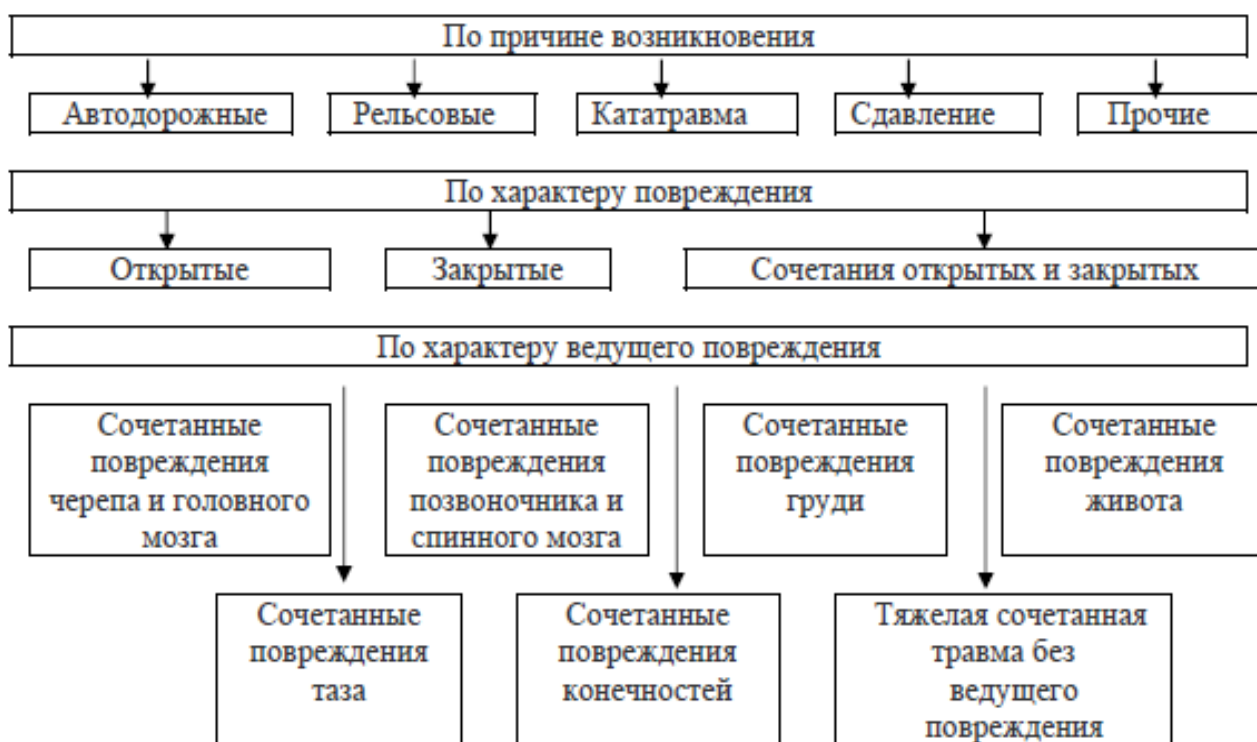 По причине возникновения
Автодорожные
Рельсовые
Кататравма
Сдавление
Прочие
По характеру повреждения
Открытые
Закрытые
Сочетания открытых и закрытых
По характеру ведущего повреждения
Сочетанные
повреждения
черепа и головного
мозга
Сочетанные
повреждения
позвоночника и
спинного мозга
Сочетанные
повреждения
груди
Сочетанные
повреждения
живота
Сочетанные
повреждения
таза
Сочетанные
повреждения
конечностей
Тяжелая сочетанная
травма без
ведущего
повреждения